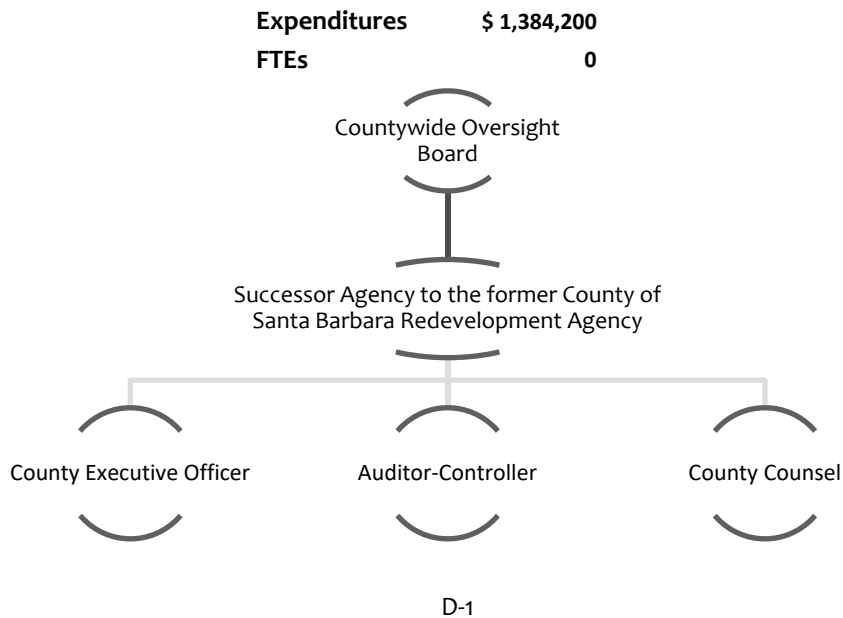 Expenditures $ 1,384,200
FTEs 0
Countywide Oversight
Board
Successor Agency to the former County of
Santa Barbara Redevelopment Agency
County Executive Officer
Auditor-Controller
County Counsel
D-1